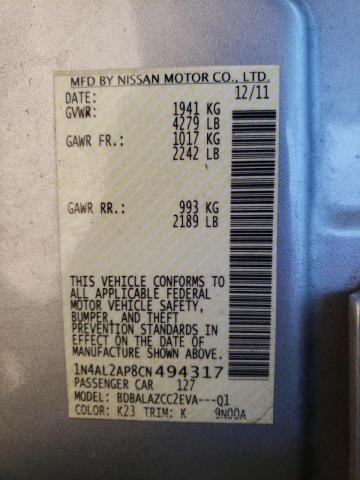 MFD BY NISSAN MOTOR CO., LTD.
DATE: 12/11
GVWR: 1941 KG
4279 LB
GAWR FR.: 1017 KG
2242 LB
GAWR RR.: 993 KG
2189 LB
THIS VEHICLE CONFORMS TO
ALL APPLICABLE FEDERAL
MOTOR VEHICLE SAFETY,
BUMPER, AND THEFT
PREVENTION STANDARDS IN
EFFECT ON THE DATE OF
MANUFACTURE SHOWN ABOVE.
1N4AL2AP8CN494317
PASSENGER CAR 127
MODEL: BDBALAZCC2EVA---Q1
COLOR: K23 TRIM: K 9N00A